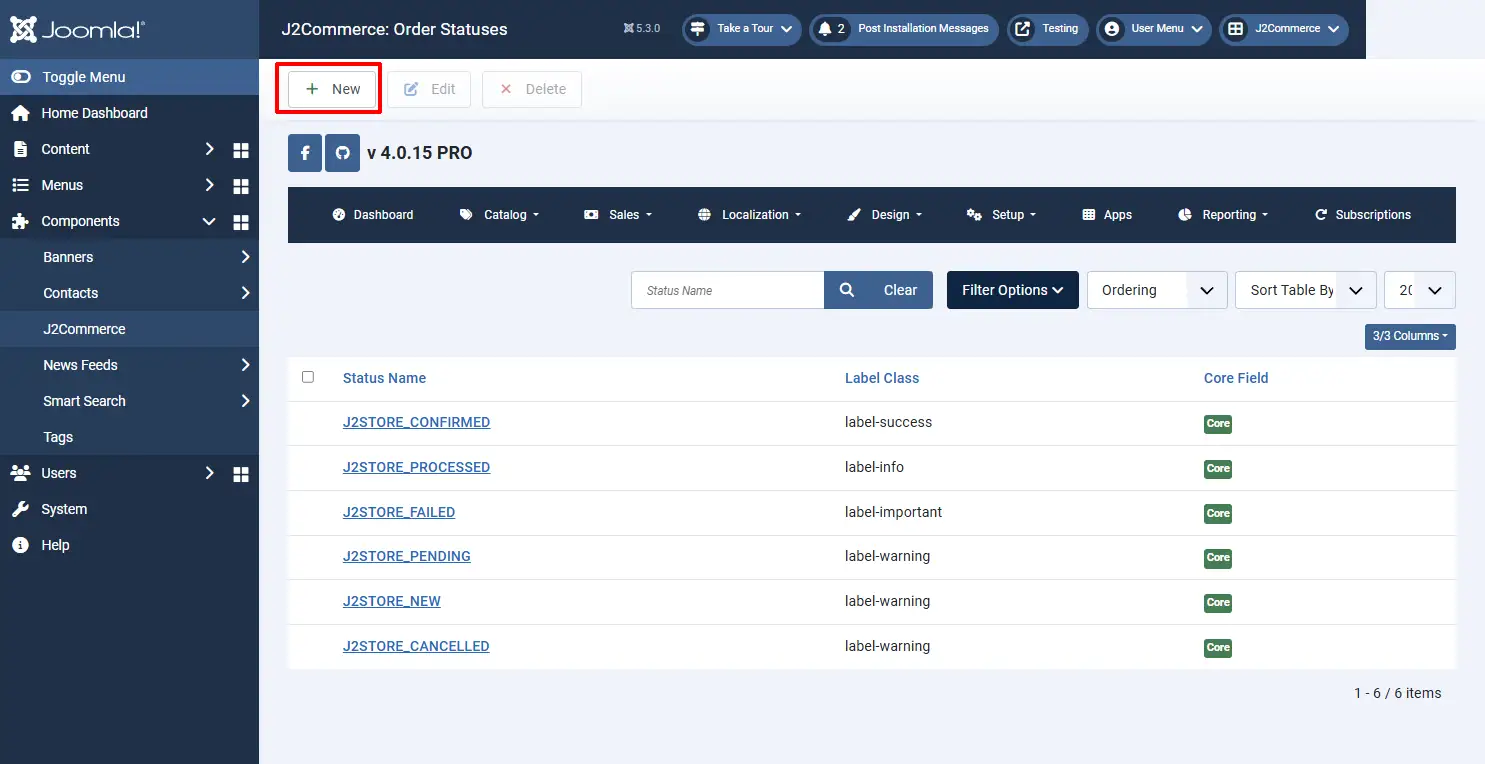 Joomla!
J2Commerce: Order Statuses
5.3.0
Take a Tour
2 Post Installation Messages
Testing
User Menu
J2Commerce
Toggle Menu
Home Dashboard
Content
Menus
Components
Banners
Contacts
J2Commerce
News Feeds
Smart Search
Tags
Users
System
Help
New
Edit
Delete
v 4.0.15 PRO
Dashboard
Catalog
Sales
Localization
Design
Setup
Apps
Reporting
Subscriptions
Status Name
Clear
Filter Options
Ordering
Sort Table By
3/3 Columns
Status Name Label Class Core Field
J2STORE_CONFIRMED label-success Core
J2STORE_PROCESSED label-info Core
J2STORE_FAILED label-important Core
J2STORE_PENDING label-warning Core
J2STORE_NEW label-warning Core
J2STORE_CANCELLED label-warning Core
1 - 6 / 6 items